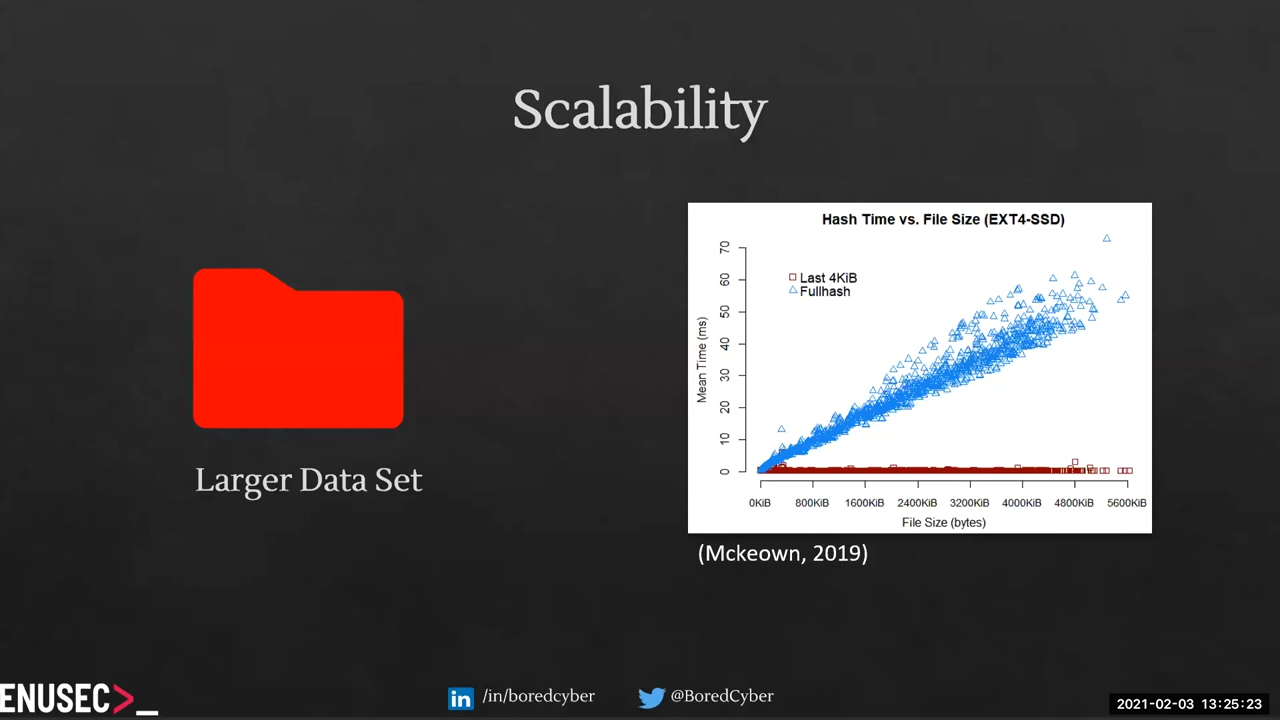 Scalability
Larger Data Set
Hash Time vs. File Size (EXT4-SSD)
Last 4KiB
Fullhash
Mean Time (ms)
70
60
50
40
30
20
10
0
0KiB 800KiB 1600KiB 2400KiB 3200KiB 4000KiB 4800KiB 5600KiB
File Size (bytes)
(Mckeown, 2019)
ENUSEC>_
in /in/boredcyber @BoredCyber
2021-02-03 13:25:23